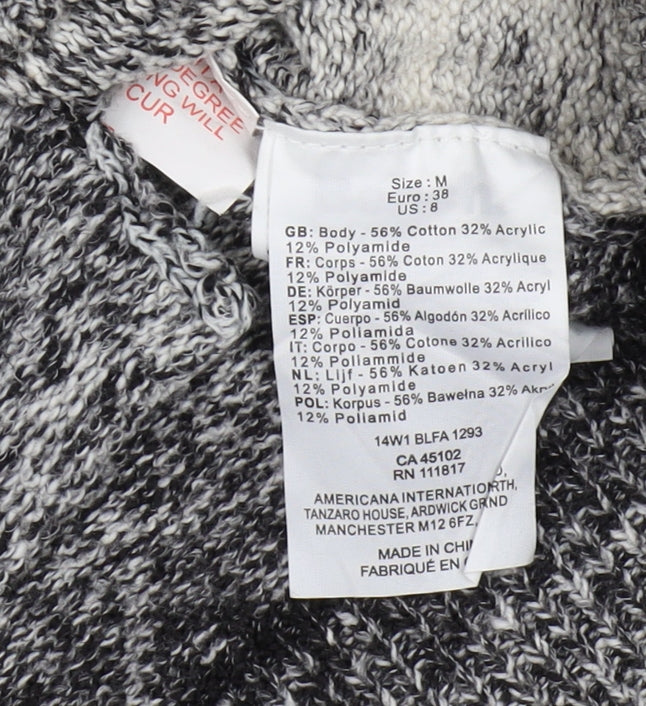 DEGREE
NG WILL
CUR
Size : M
Euro : 38
US : 8
GB: Body - 56% Cotton 32% Acrylic
12% Polyamide
FR: Corps - 56% Coton 32% Acrylique
12% Polyamide
DE: Körper - 56% Baumwolle 32% Acryl
12% Polyamid
ESP: Cuerpo - 56% Algodón 32% Acrílico
12% Poliamida
IT: Corpo - 56% Cotone 32% Acrilico
12% Poliammide
NL: Lijf - 56% Katoen 32% Acryl
12% Polyamide
POL: Korpus - 56% Bawełna 32%
12% Poliamid
14W1 BLFA 1293
CA 45102
RN 111817
AMERICANA INTERNATIO RTH,
TANZARO HOUSE, ARDWICK GR ND
MANCHESTER M12 6FZ,
MADE IN CHI
FABRIQUÉ EN